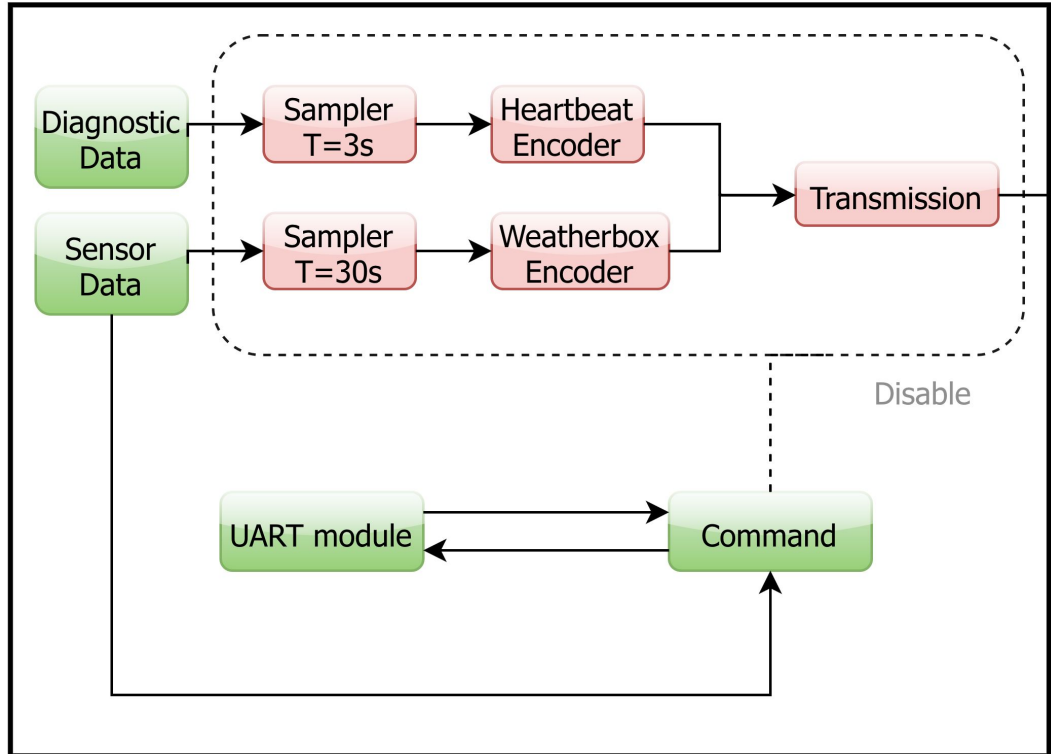 Diagnostic
Data
Sampler
T=3s
Heartbeat
Encoder
Transmission
Sensor
Data
Sampler
T=30s
Weatherbox
Encoder
Disable
UART module
Command